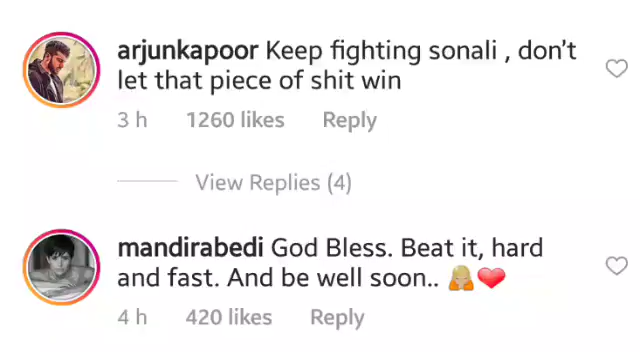 arjunkapoor Keep fighting sonali , don't
let that piece of shit win
3 h 1260 likes Reply
View Replies (4)
mandirabedi God Bless. Beat it, hard
and fast. And be well soon.. 🙏🏼❤️
4 h 420 likes Reply